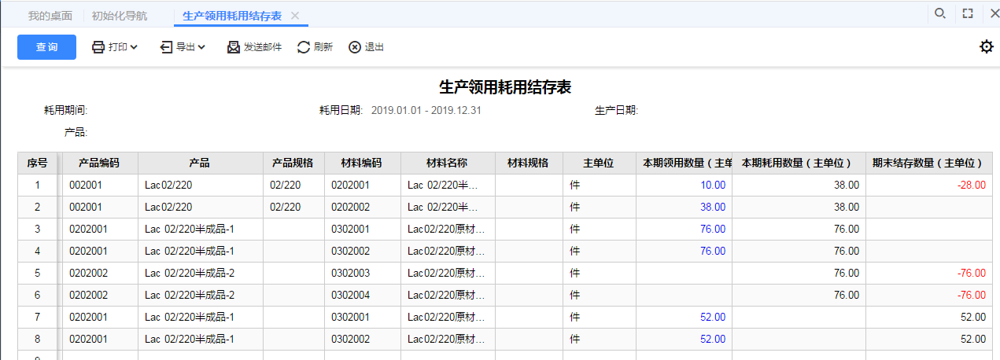 我的桌面 初始化导航 生产领用耗用结存表
查询 打印 导出 发送邮件 刷新 退出
生产领用耗用结存表
耗用期间: 耗用日期: 2019.01.01 - 2019.12.31 生产日期:
产品:
序号 产品编码 产品 产品规格 材料编码 材料名称 材料规格 主单位 本期领用数量（主单 本期耗用数量（主单位） 期末结存数量（主单位）
1 002001 Lac02/220 02/220 0202001 Lac 02/220半... 件 10.00 38.00 -28.00
2 002001 Lac02/220 02/220 0202002 Lac 02/220半... 件 38.00 38.00
3 0202001 Lac 02/220半成品-1 0302001 Lac02/220原材... 件 76.00 76.00
4 0202001 Lac 02/220半成品-1 0302002 Lac02/220原材... 件 76.00 76.00
5 0202002 Lac 02/220半成品-2 0302003 Lac02/220原材... 件 76.00 -76.00
6 0202002 Lac 02/220半成品-2 0302004 Lac02/220原材... 件 76.00 -76.00
7 0202001 Lac 02/220半成品-1 0302001 Lac02/220原材... 件 52.00 52.00
8 0202001 Lac 02/220半成品-1 0302002 Lac02/220原材... 件 52.00 52.00